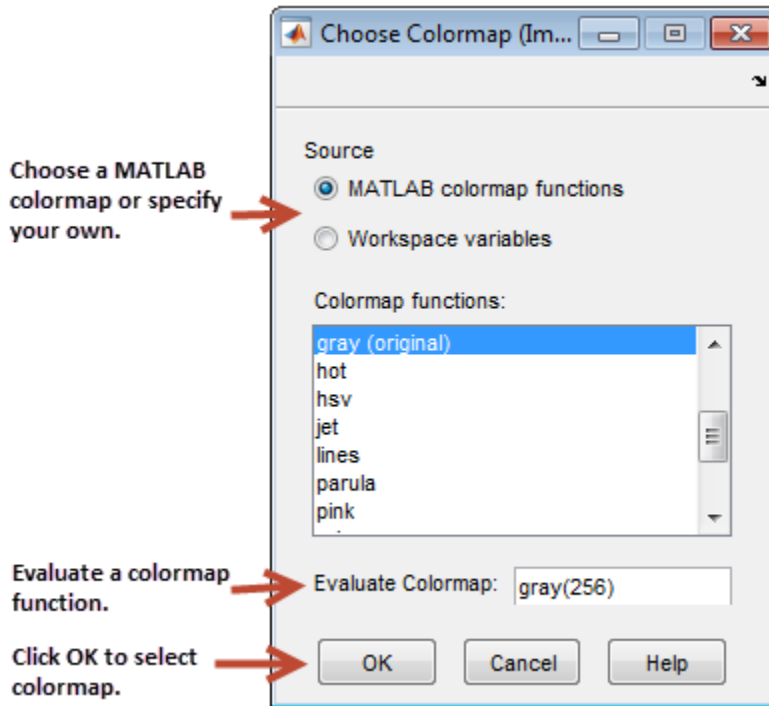 Choose Colormap (Im...
Source
Choose a MATLAB
colormap or specify
your own.
MATLAB colormap functions
Workspace variables
Colormap functions:
gray (original)
hot
hsv
jet
lines
parula
pink
Evaluate a colormap
function.
Evaluate Colormap: gray(256)
Click OK to select
colormap.
OK Cancel Help